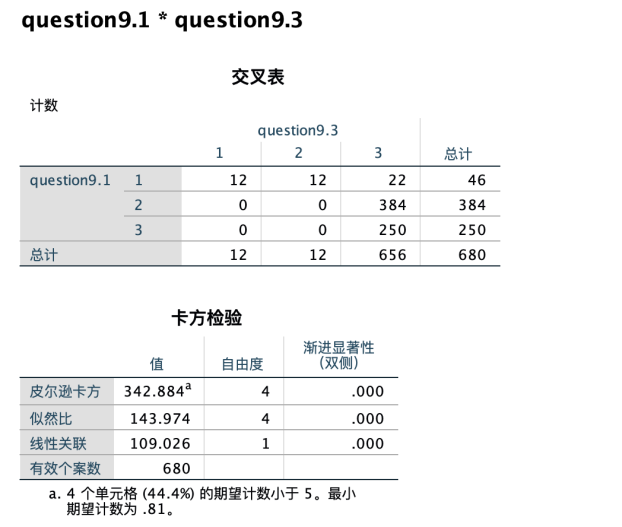 question9.1 * question9.3
交叉表
计数
question9.3
1 2 3 总计
question9.1 1 12 12 22 46
2 0 0 384 384
3 0 0 250 250
总计 12 12 656 680
卡方检验
值 自由度 渐进显著性
（双侧）
皮尔逊卡方 342.884a 4 .000
似然比 143.974 4 .000
线性关联 109.026 1 .000
有效个案数 680
a. 4 个单元格 (44.4%) 的期望计数小于 5。最小
期望计数为 .81。